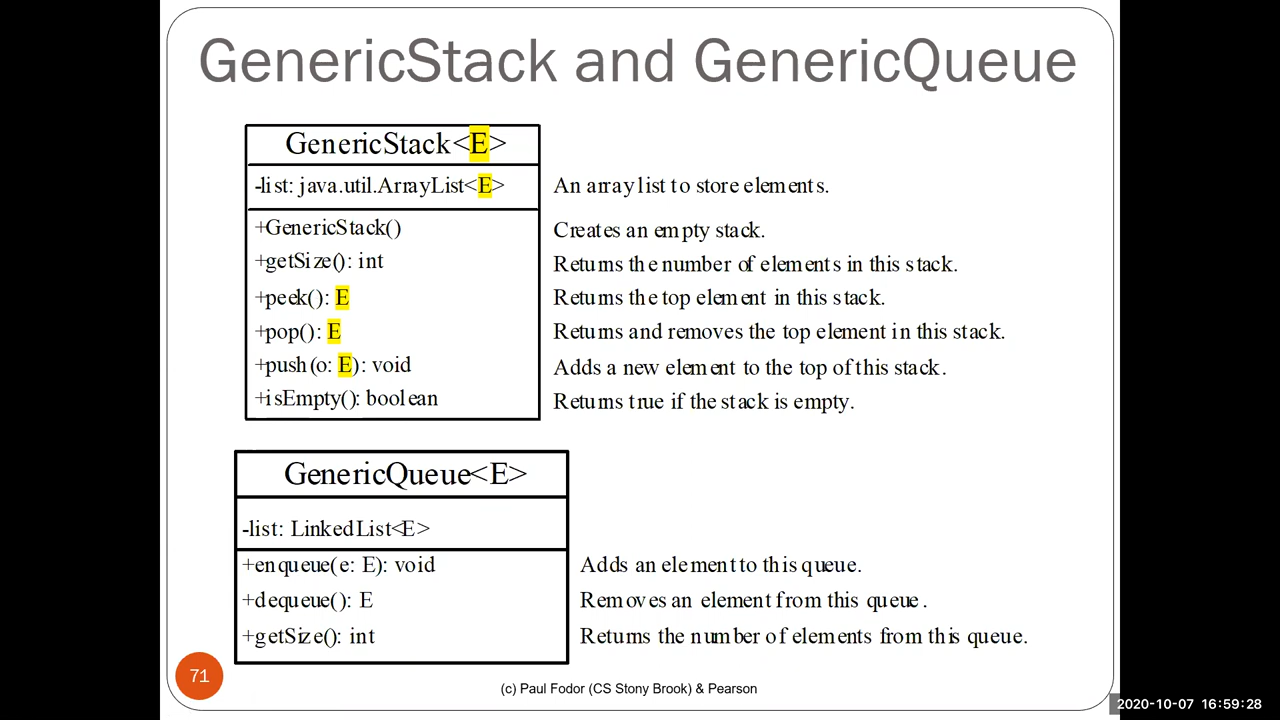 GenericStack and GenericQueue
GenericStack<E>
-list: java.util.ArrayList<E> An array list to store elements.
+GenericStack() Creates an empty stack.
+getSize(): int Returns the number of elements in this stack.
+peek(): E Returns the top element in this stack.
+pop(): E Returns and removes the top element in this stack.
+push(o: E): void Adds a new element to the top of this stack.
+isEmpty(): boolean Returns true if the stack is empty.
GenericQueue<E>
-list: LinkedList<E>
+enqueue(e: E): void Adds an element to this queue.
+dequeue(): E Removes an element from this queue.
+getSize(): int Returns the number of elements from this queue.
71
(c) Paul Fodor (CS Stony Brook) & Pearson
2020-10-07 16:59:28